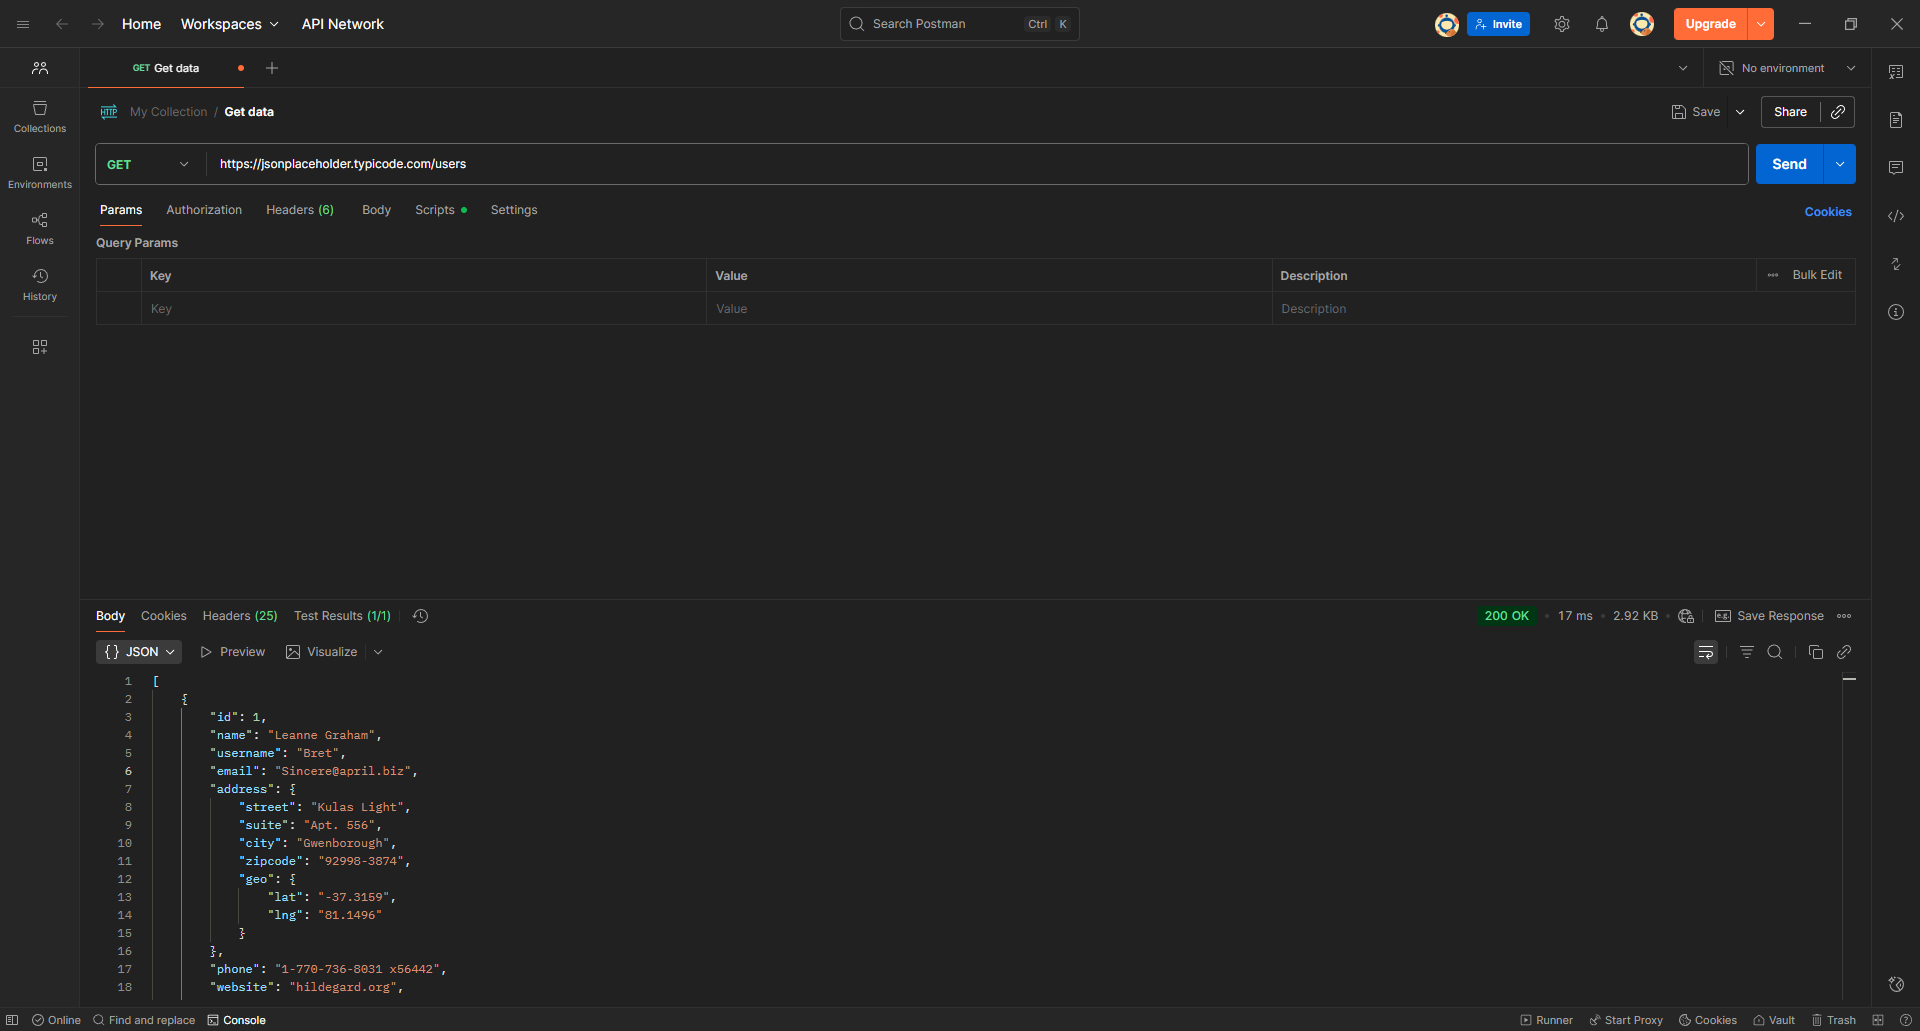 Home Workspaces API Network Search Postman Ctrl K Invite Upgrade
GET Get data No environment
HTTP My Collection / Get data Save Share
GET https://jsonplaceholder.typicode.com/users Send
Params Authorization Headers (6) Body Scripts Settings Cookies
Query Params
Key Value Description Bulk Edit
Key Value Description
Collections
Environments
Flows
History
Body Cookies Headers (25) Test Results (1/1) 200 OK 17 ms 2.92 KB e.g. Save Response
{} JSON Preview Visualize
1 [
2 {
3 "id": 1,
4 "name": "Leanne Graham",
5 "username": "Bret",
6 "email": "Sincere@april.biz",
7 "address": {
8 "street": "Kulas Light",
9 "suite": "Apt. 556",
10 "city": "Gwenborough",
11 "zipcode": "92998-3874",
12 "geo": {
13 "lat": "-37.3159",
14 "lng": "81.1496"
15 }
16 },
17 "phone": "1-770-736-8031 x56442",
18 "website": "hildegard.org",
Online Find and replace Console Runner Start Proxy Cookies Vault Trash